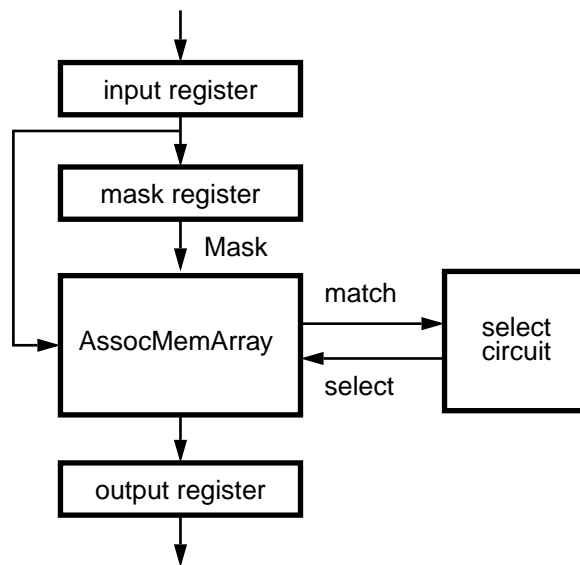 input register
mask register
Mask
AssocMemArray
match
select
circuit
select
output register